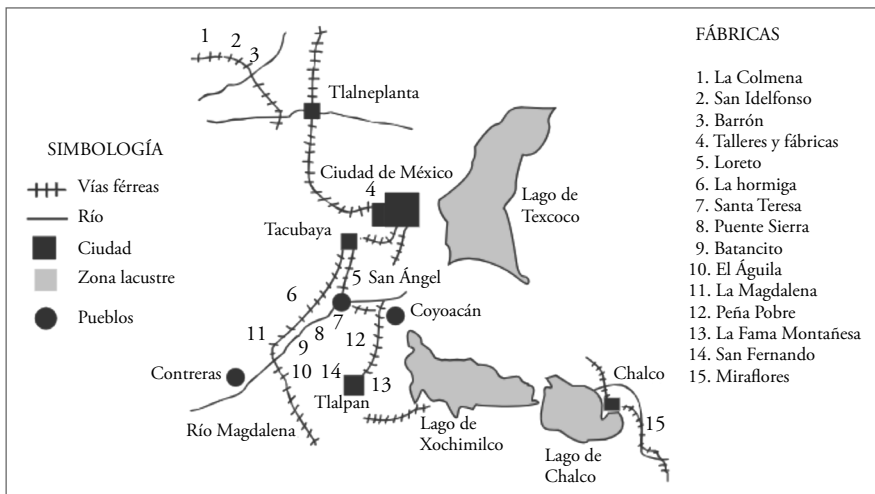 1
2
3
Tlalneplanta
Ciudad de México
4
Lago de
Texcoco
Tacubaya
5
San Ángel
6
7
Coyoacán
8
11
12
9
Contreras
10
14
13
Tlalpan
Río Magdalena
Lago de
Xochimilco
Chalco
15
Lago de
Chalco
SIMBOLOGÍA
Vías férreas
Río
Ciudad
Zona lacustre
Pueblos
FÁBRICAS
1. La Colmena
2. San Idelfonso
3. Barrón
4. Talleres y fábricas
5. Loreto
6. La hormiga
7. Santa Teresa
8. Puente Sierra
9. Batancito
10. El Águila
11. La Magdalena
12. Peña Pobre
13. La Fama Montañesa
14. San Fernando
15. Miraflores